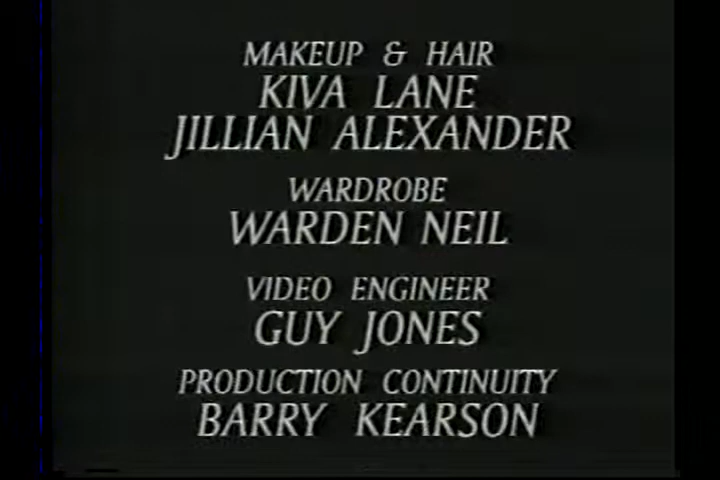 MAKEUP & HAIR
KIVA LANE
JILLIAN ALEXANDER
WARDROBE
WARDEN NEIL
VIDEO ENGINEER
GUY JONES
PRODUCTION CONTINUITY
BARRY KEARSON